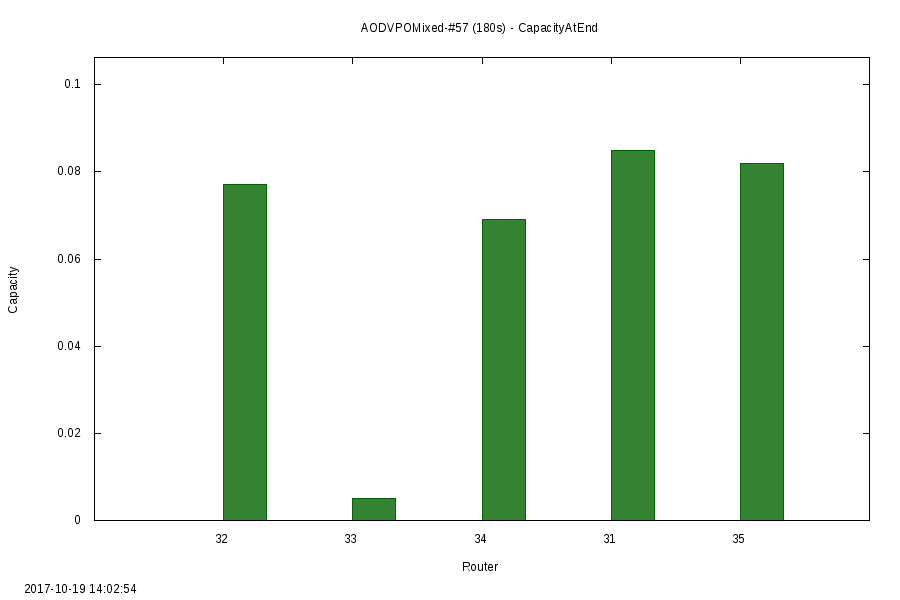 AODVPOMixed-#57 (180s) - CapacityAtEnd
0.1
0.08
0.06
0.04
0.02
0
Capacity
32 33 34 31 35
Router
2017-10-19 14:02:54